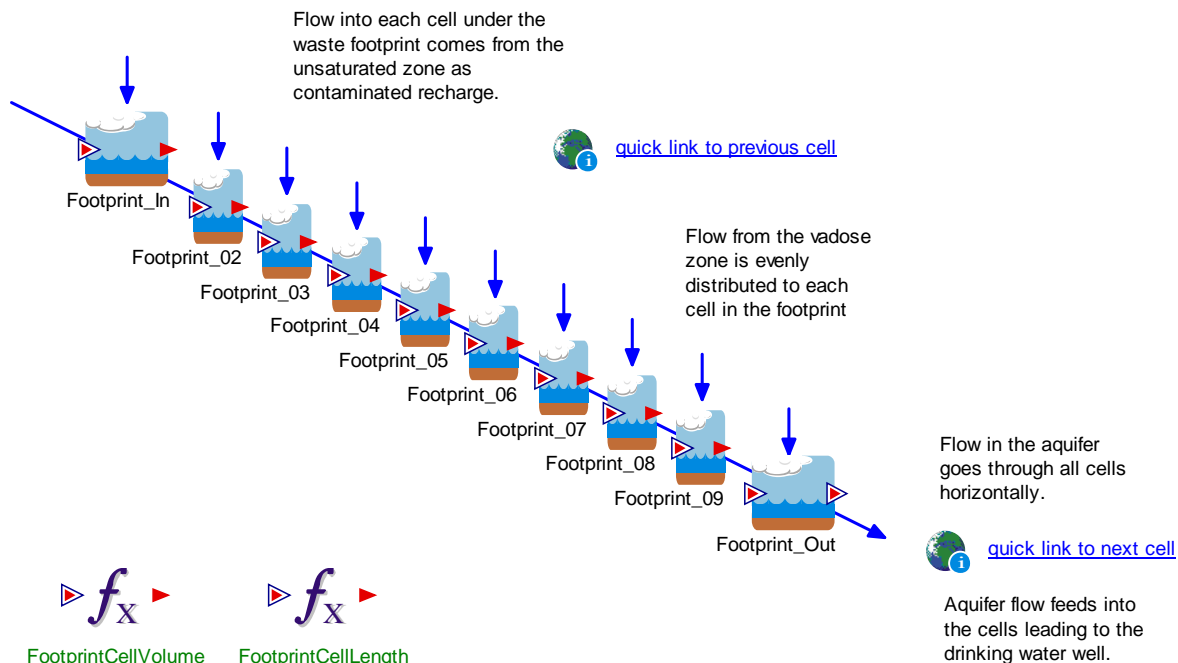 Flow into each cell under the
waste footprint comes from the
unsaturated zone as
contaminated recharge.
quick link to previous cell
Footprint_In
Flow from the vadose
zone is evenly
distributed to each
cell in the footprint
Footprint_02
Footprint_03
Footprint_04
Footprint_05
Footprint_06
Footprint_07
Footprint_08
Footprint_09
Footprint_Out
Flow in the aquifer
goes through all cells
horizontally.
quick link to next cell
Aquifer flow feeds into
the cells leading to the
drinking water well.
fx
fx
FootprintCellVolume
FootprintCellLength